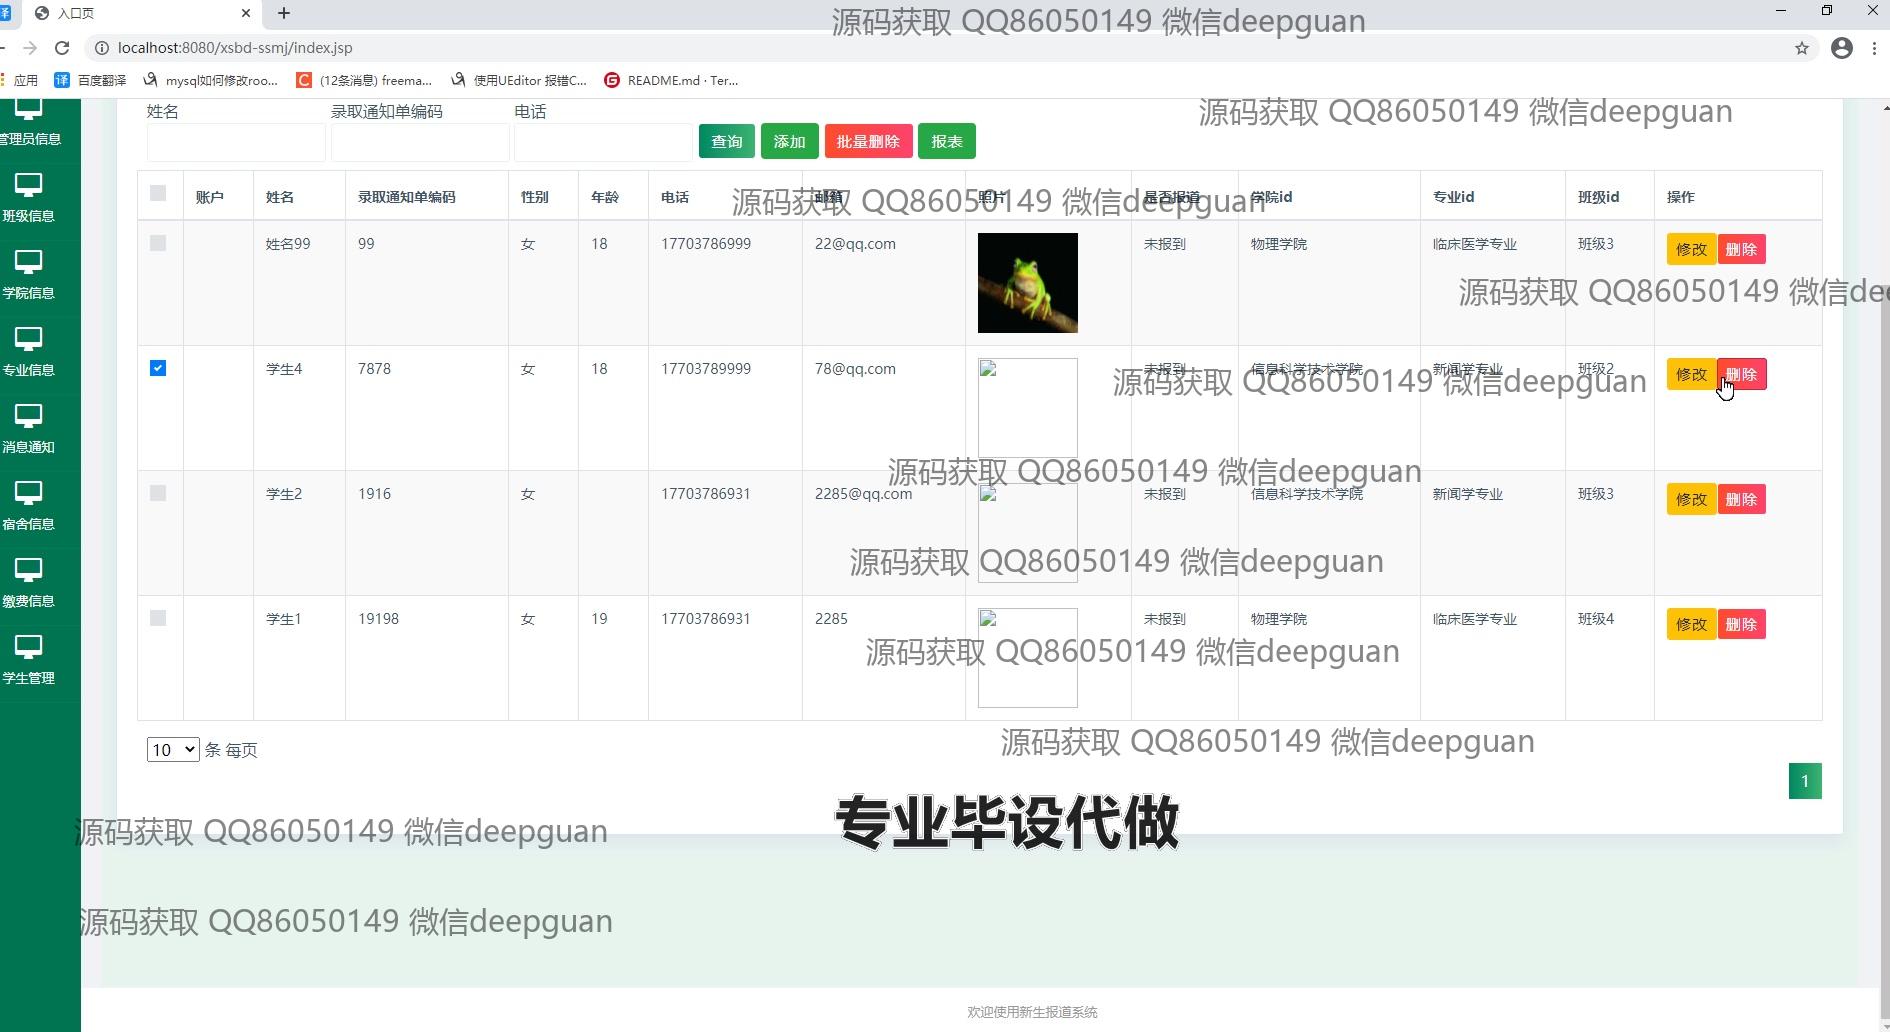 译 入口页
源码获取 QQ86050149 微信deepguan
localhost:8080/xsbd-ssmj/index.jsp
应用 译 百度翻译 mysql如何修改roo... C (12条消息) freema... 使用UEditor 报错C... G README.md · Ter...
姓名 录取通知单编码 电话
源码获取 QQ86050149 微信deepguan
查询 添加 批量删除 报表
管理员信息
账户 姓名 录取通知单编码 性别 年龄 电话 邮箱 照片 是否报道 学院id 专业id 班级id 操作
源码获取 QQ86050149 微信deepguan
班级信息
姓名99 99 女 18 17703786999 22@qq.com 未报到 物理学院 临床医学专业 班级3 修改 删除
源码获取 QQ86050149 微信dee
学院信息
学生4 7878 女 18 17703789999 78@qq.com 未报到 信息科学技术学院 新闻学专业 班级2 修改 删除
源码获取 QQ86050149 微信deepguan
专业信息
消息通知
源码获取 QQ86050149 微信deepguan
学生2 1916 女 17703786931 2285@qq.com 未报到 信息科学技术学院 新闻学专业 班级3 修改 删除
宿舍信息
源码获取 QQ86050149 微信deepguan
缴费信息
学生1 19198 女 19 17703786931 2285 未报到 物理学院 临床医学专业 班级4 修改 删除
源码获取 QQ86050149 微信deepguan
学生管理
10 条 每页
源码获取 QQ86050149 微信deepguan
1
专业毕设代做
源码获取 QQ86050149 微信deepguan
源码获取 QQ86050149 微信deepguan
欢迎使用新生报道系统